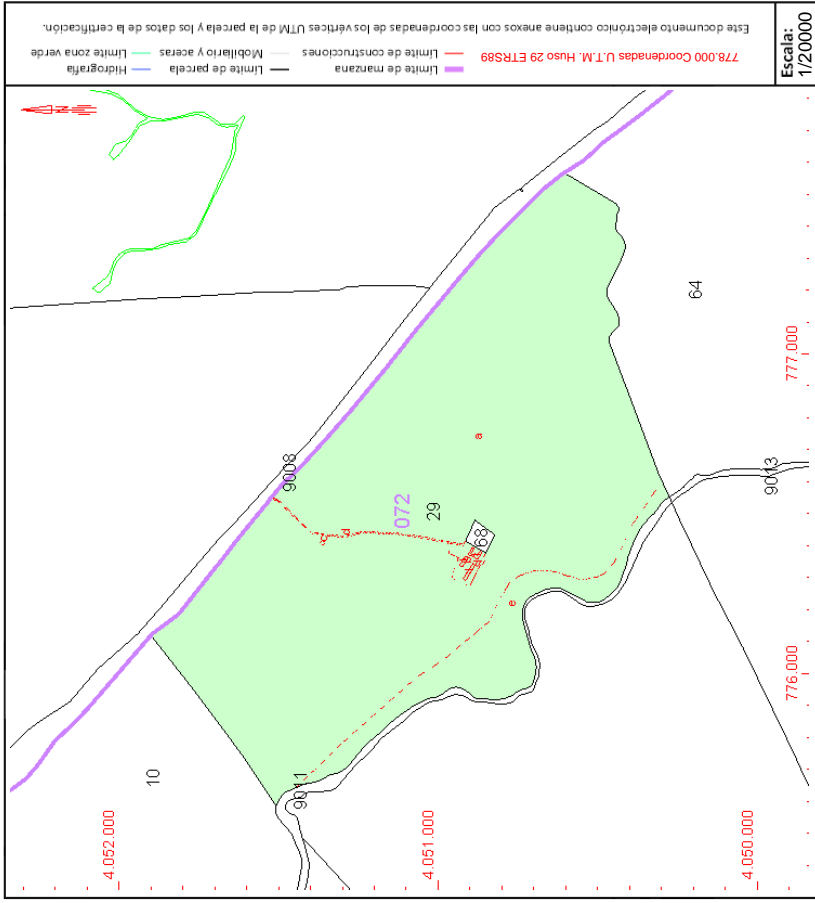 Este documento electrónico contiene anexos con las coordenadas de los vértices UTM de la parcela y los datos de la certificación.
778.000 Coordenadas U.T.M. Huso 29 ETRS89
Límite de manzana
Límite de construcciones
Límite de parcela
Mobiliario y aceras
Hidrografía
Límite zona verde
Escala:
1/20000
64
777.000
9008
a
9013
d
072
29
68
e
776.000
10
9011
4.052.000
4.051.000
4.050.000